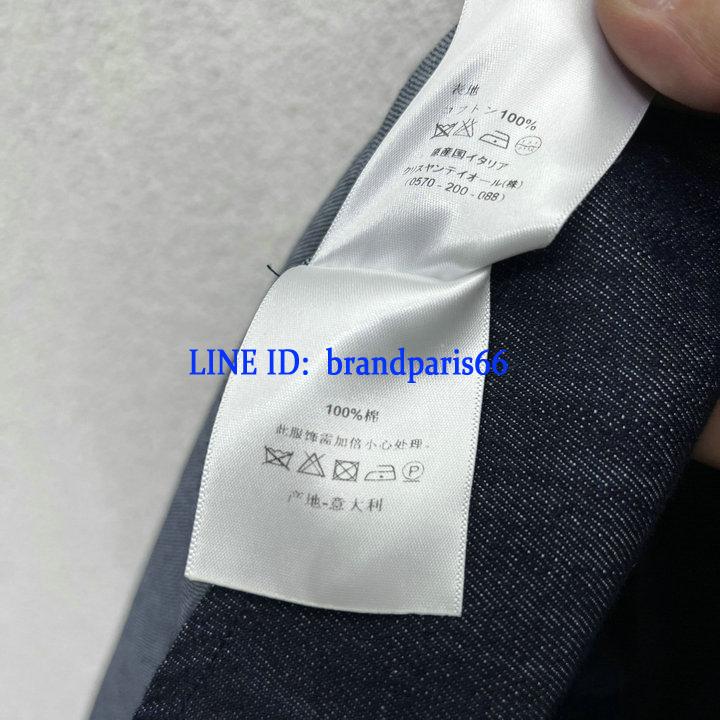 表地
コットン100%
原産国イタリア
クリスチャンディオール(株)
(0570-200-088)
LINE ID: brandparis66
100%棉
此服饰需加倍小心处理。
产地-意大利